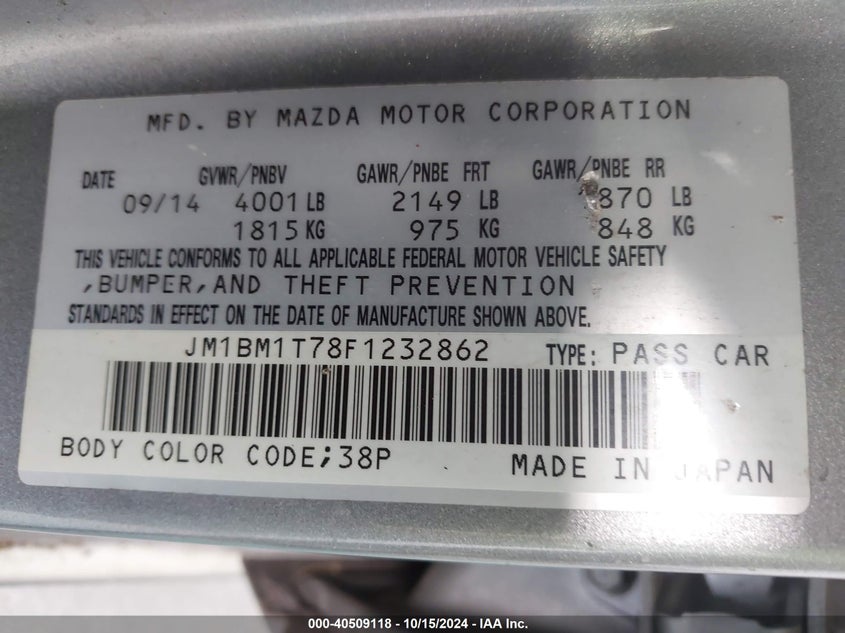 MFD. BY MAZDA MOTOR CORPORATION
DATE GVWR/PNBV GAWR/PNBE FRT GAWR/PNBE RR
09/14 4001 LB 2149 LB 1870 LB
1815 KG 975 KG 848 KG
THIS VEHICLE CONFORMS TO ALL APPLICABLE FEDERAL MOTOR VEHICLE SAFETY
,BUMPER,AND THEFT PREVENTION
STANDARDS IN EFFECT ON THE DATE OF MANUFACTURE SHOWN ABOVE.
JM1BM1T78F1232862 TYPE: PASS CAR
BODY COLOR CODE;38P MADE IN JAPAN
000-40509118 - 10/15/2024 - IAA Inc.